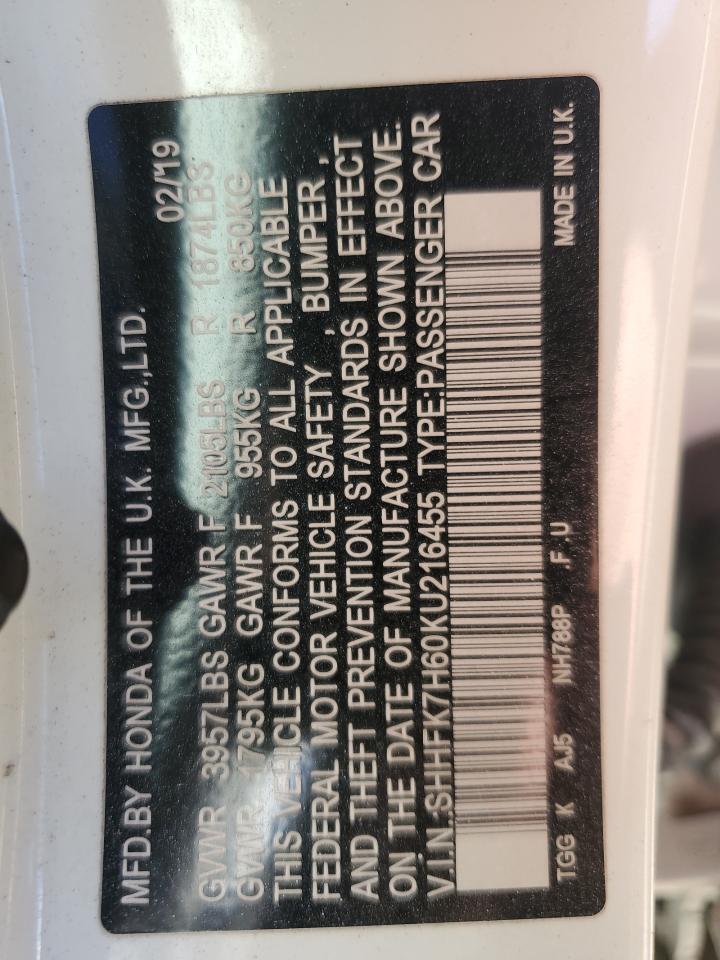 MFD.BY HONDA OF THE U.K. MFG.,LTD. 02/19
GVWR 3957LBS GAWR F 2105LBS R 1874LBS
GVWR 1795KG GAWR F 955KG R 850KG
THIS VEHICLE CONFORMS TO ALL APPLICABLE
FEDERAL MOTOR VEHICLE SAFETY , BUMPER ,
AND THEFT PREVENTION STANDARDS IN EFFECT
ON THE DATE OF MANUFACTURE SHOWN ABOVE.
V.I.N.SHHFK7H60KU216455 TYPE:PASSENGER CAR
TGG K AJ5 NH788P .F.U MADE IN U.K.